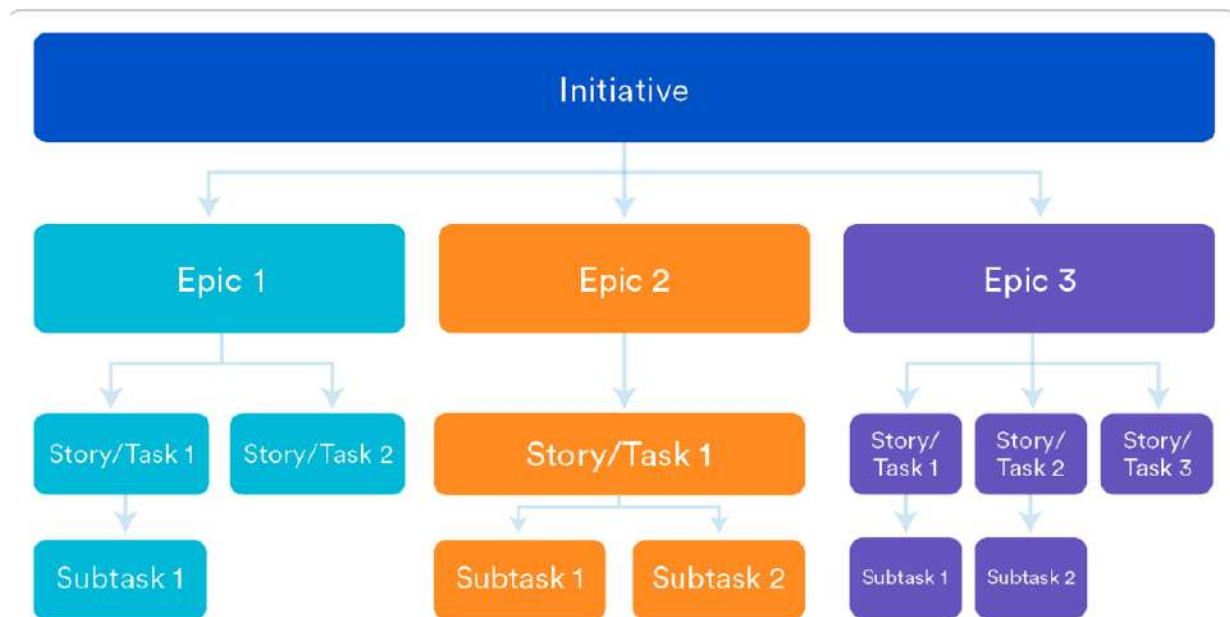 Initiative
Epic 1
Epic 2
Epic 3
Story/Task 1
Story/Task 2
Story/Task 1
Story/
Task 1
Story/
Task 2
Story/
Task 3
Subtask 1
Subtask 1
Subtask 2
Subtask 1
Subtask 2